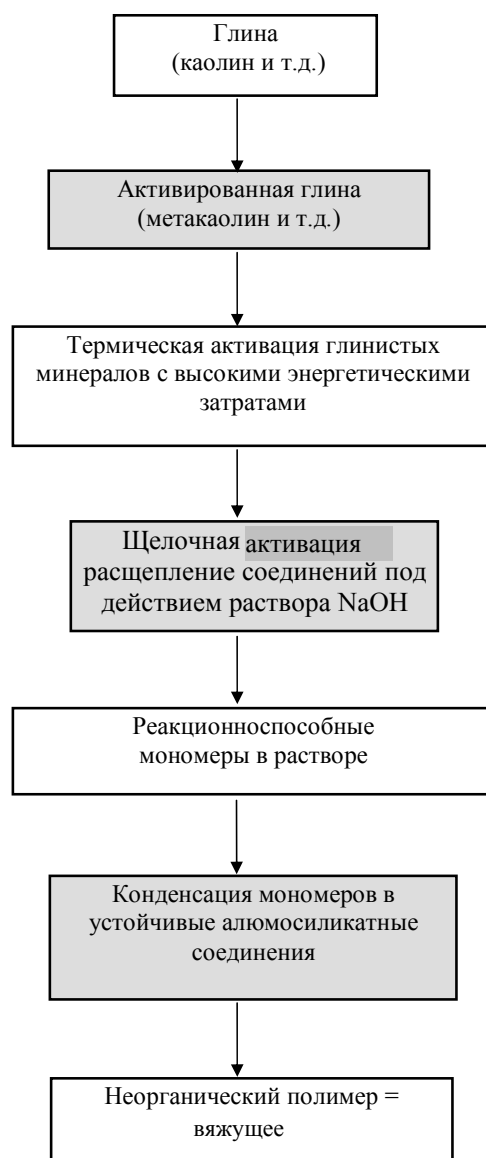 Глина
(каолин и т.д.)
Активированная глина
(метакаолин и т.д.)
Термическая активация глинистых
минералов с высокими энергетическими
затратами
Щелочная активация
расщепление соединений под
действием раствора NaOH
Реакционноспособные
мономеры в растворе
Конденсация мономеров в
устойчивые алюмосиликатные
соединения
Неорганический полимер =
вяжущее